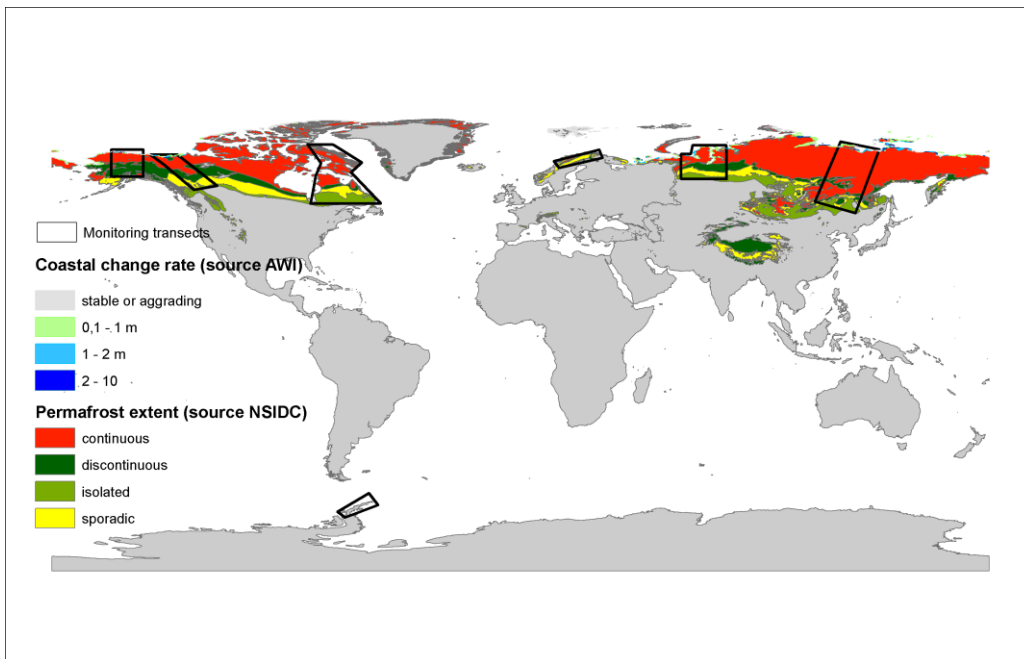 Monitoring transects
Coastal change rate (source AWI)
stable or aggrading
0,1 - 1 m
1 - 2 m
2 - 10
Permafrost extent (source NSIDC)
continuous
discontinuous
isolated
sporadic